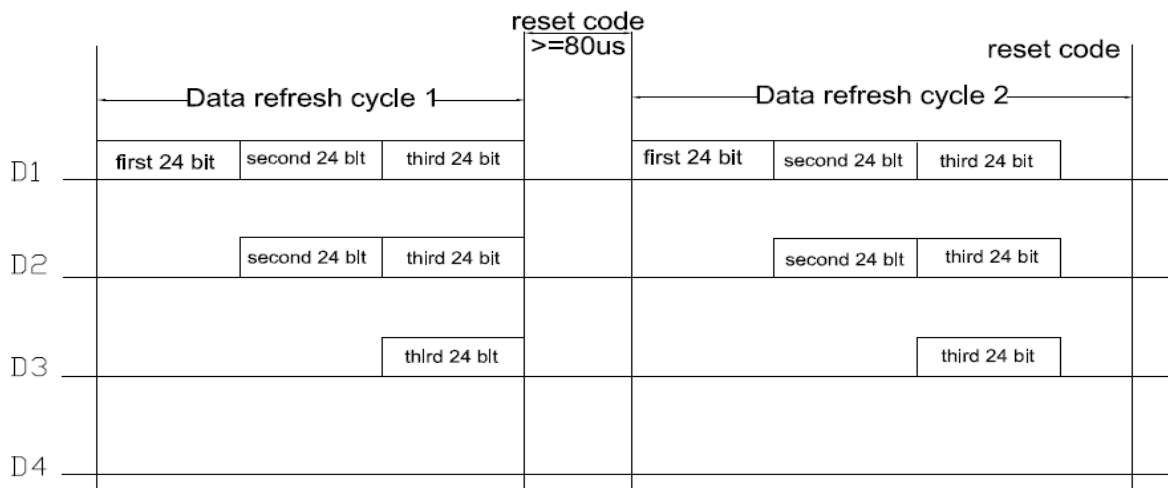 reset code
>=80us
reset code
Data refresh cycle 1
Data refresh cycle 2
D1
first 24 bit
second 24 blt
third 24 bit
first 24 bit
second 24 blt
third 24 bit
D2
second 24 blt
third 24 bit
second 24 blt
third 24 bit
D3
thlrd 24 blt
third 24 bit
D4